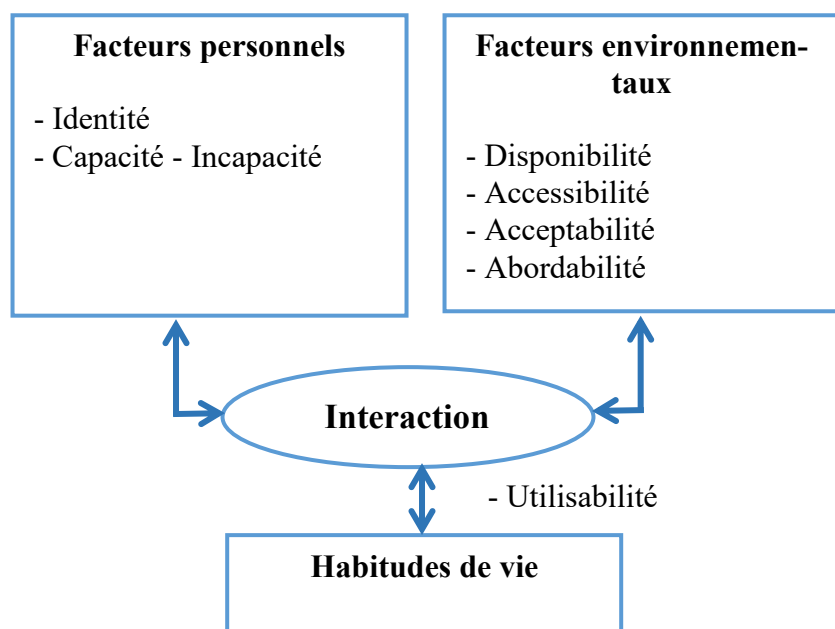 Facteurs personnels
- Identité
- Capacité - Incapacité
Facteurs environnemen-
taux
- Disponibilité
- Accessibilité
- Acceptabilité
- Abordabilité
Interaction
- Utilisabilité
Habitudes de vie